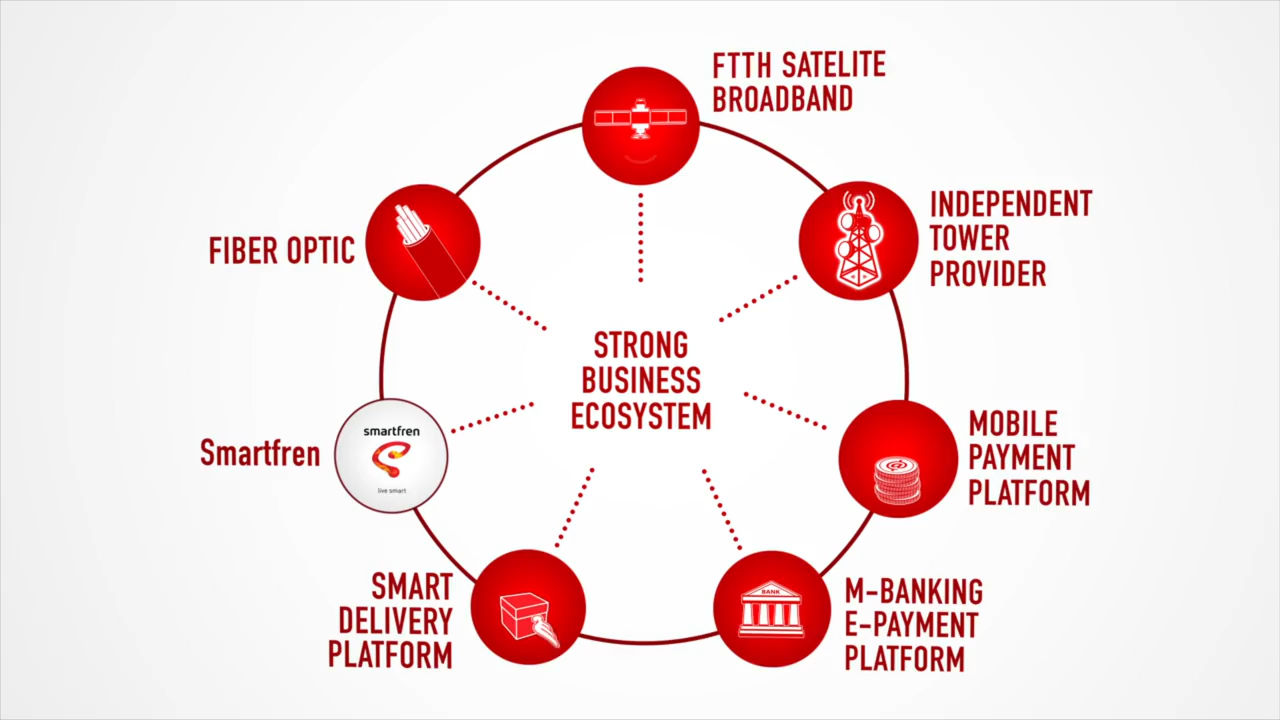 FTTH SATELITE
BROADBAND
INDEPENDENT
TOWER
PROVIDER
FIBER OPTIC
STRONG
BUSINESS
ECOSYSTEM
MOBILE
PAYMENT
PLATFORM
Smartfren
smartfren
live smart
SMART
DELIVERY
PLATFORM
BANK
M-BANKING
E-PAYMENT
PLATFORM